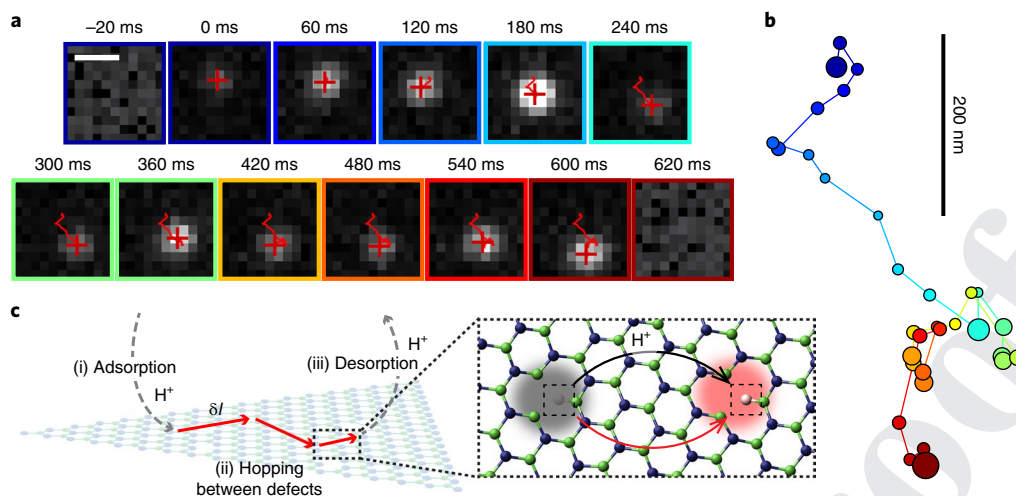 a
–20 ms 0 ms 60 ms 120 ms 180 ms 240 ms
300 ms 360 ms 420 ms 480 ms 540 ms 600 ms 620 ms
b
200 nm
c
(i) Adsorption
H+
δl
(ii) Hopping
between defects
(iii) Desorption
H+
H+
oof